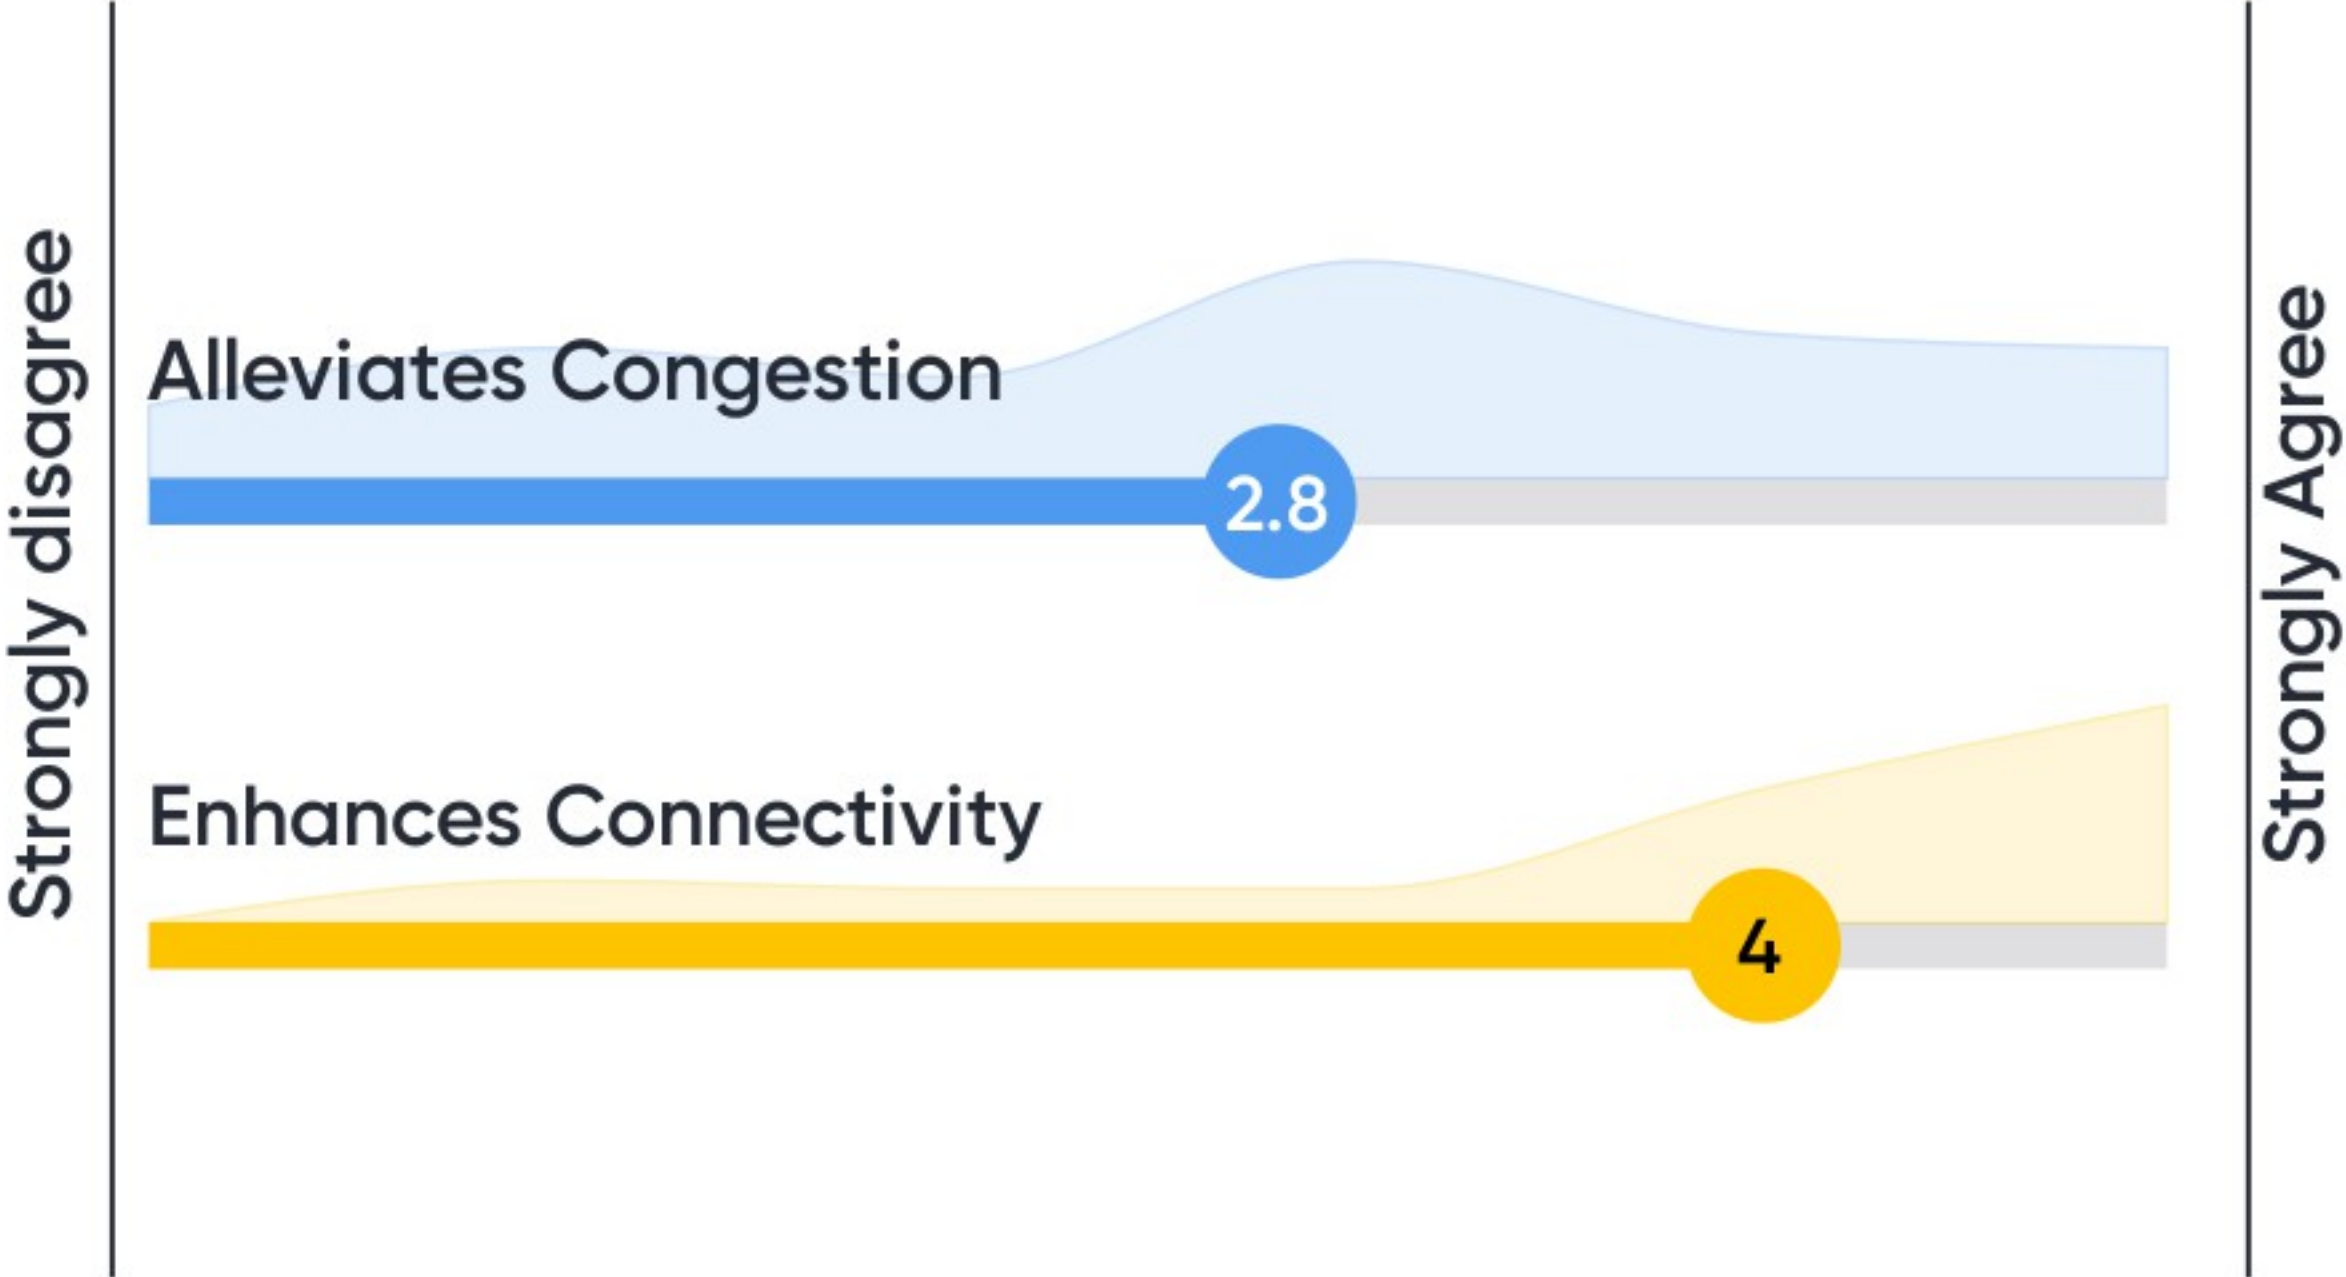 Strongly disagree
Alleviates Congestion
2.8
Enhances Connectivity
4
Strongly Agree